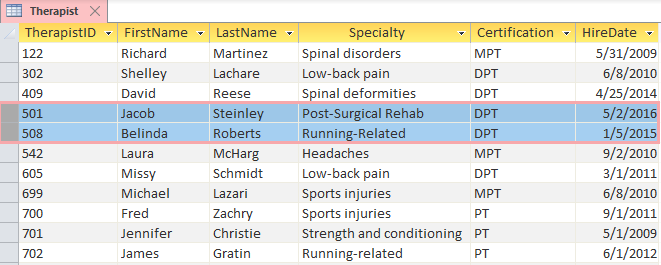 Therapist
TherapistID FirstName LastName Specialty Certification HireDate
122 Richard Martinez Spinal disorders MPT 5/31/2009
302 Shelley Lachare Low-back pain DPT 6/8/2010
409 David Reese Spinal deformities DPT 4/25/2014
501 Jacob Steinley Post-Surgical Rehab DPT 5/2/2016
508 Belinda Roberts Running-Related DPT 1/5/2015
542 Laura McHarg Headaches MPT 9/2/2010
605 Missy Schmidt Low-back pain DPT 3/1/2011
699 Michael Lazari Sports injuries MPT 6/8/2010
700 Fred Zachry Sports injuries PT 9/1/2011
701 Jennifer Christie Strength and conditioning PT 5/1/2009
702 James Gratin Running-related PT 6/1/2012